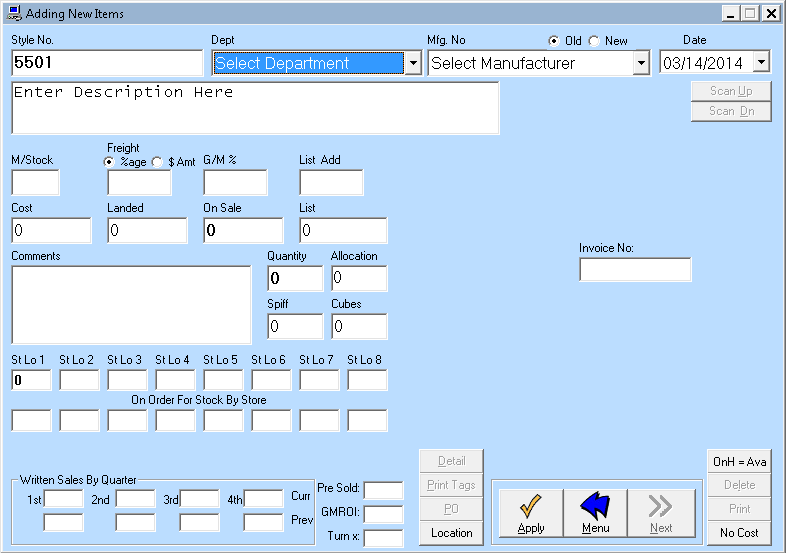 Adding New Items
Style No. Dept Mfg. No Old New Date
5501 Select Department Select Manufacturer 03/14/2014
Enter Description Here Scan Up
Scan Dn
Freight
M/Stock %age $ Amt G/M % List Add
Cost Landed On Sale List
0 0 0 0
Invoice No:
Comments Quantity Allocation
0 0
Spiff Cubes
0 0
St Lo 1 St Lo 2 St Lo 3 St Lo 4 St Lo 5 St Lo 6 St Lo 7 St Lo 8
0
On Order For Stock By Store
Detail OnH = Ava
Written Sales By Quarter Pre Sold: Print Tags Delete
1st 2nd 3rd 4th Curr
GMROI: PO Print
Prev
Turn x: Location Apply Menu Next No Cost